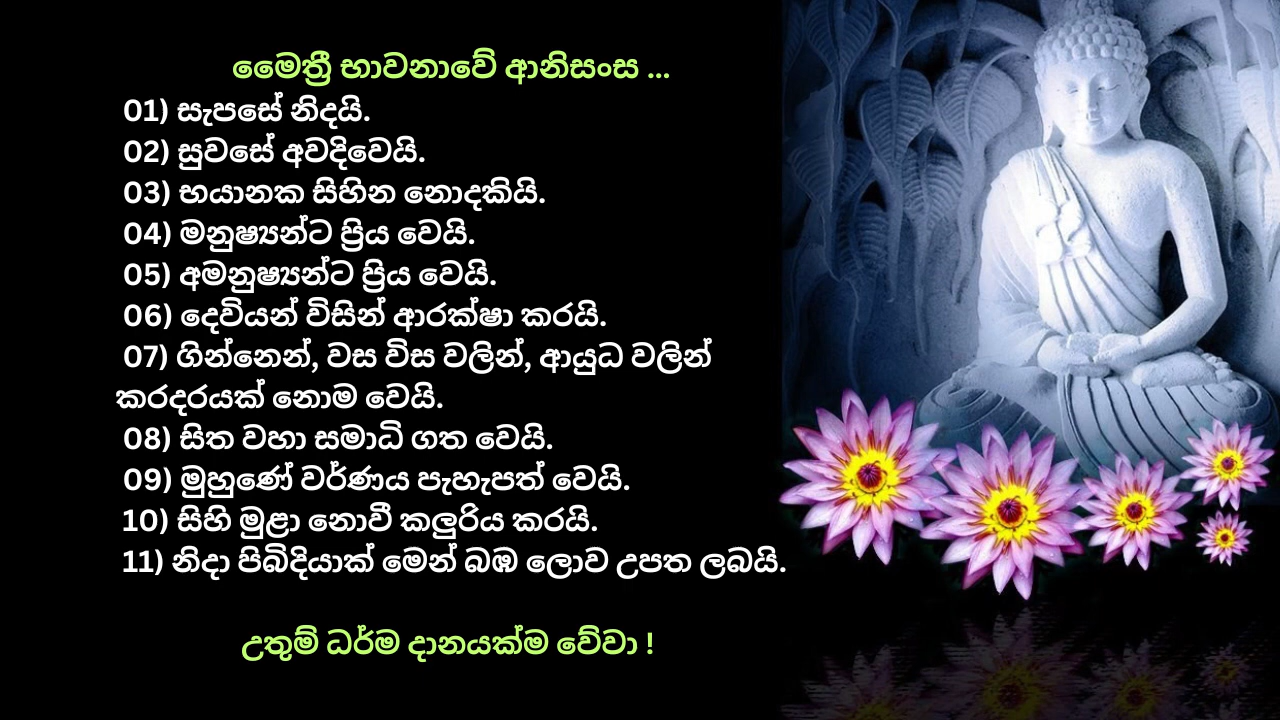 මෛත්‍රී භාවනාවේ ආනිසංස ...
01) සැපසේ නිදයි.
02) සුවසේ අවදිවෙයි.
03) භයානක සිහින නොදකියි.
04) මනුෂ්‍යන්ට ප්‍රිය වෙයි.
05) අමනුෂ්‍යන්ට ප්‍රිය වෙයි.
06) දෙවියන් විසින් ආරක්ෂා කරයි.
07) ගින්නෙන්, වස විස වලින්, ආයුධ වලින්
කරදරයක් නොම වෙයි.
08) සිත වහා සමාධි ගත වෙයි.
09) මුහුණේ වර්ණය පැහැපත් වෙයි.
10) සිහි මුළා නොවී කලුරිය කරයි.
11) නිදා පිබිදියාක් මෙන් බඹ ලොව උපත ලබයි.
උතුම් ධර්ම දානයක්ම වේවා !